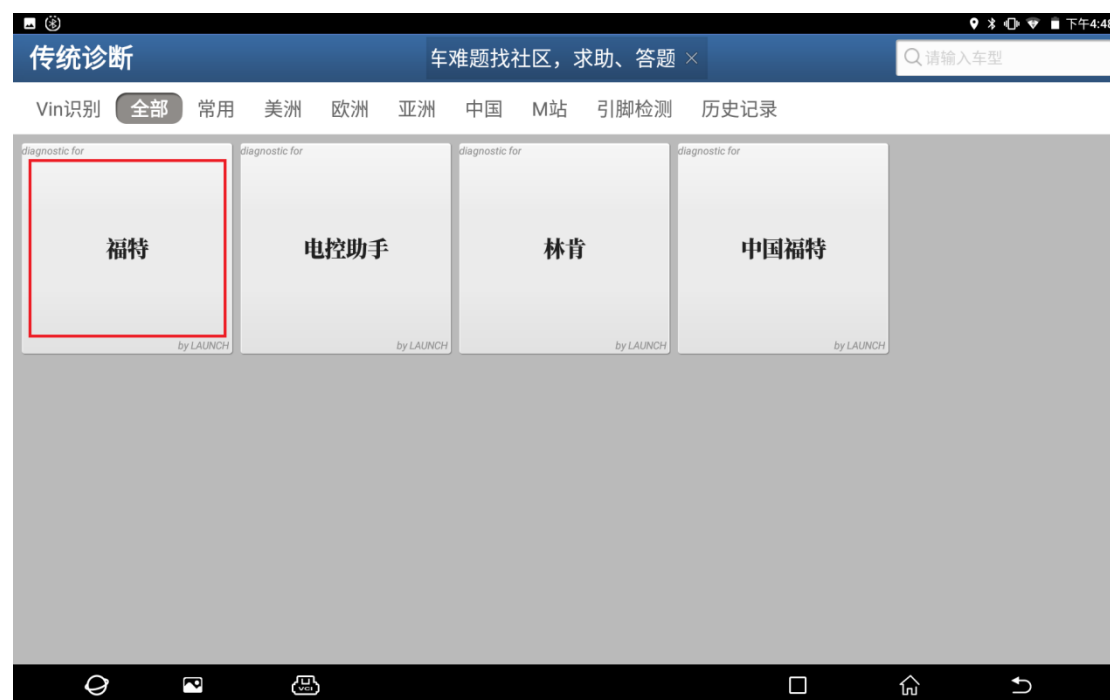 下午4:48
传统诊断
车难题找社区，求助、答题 ×
请输入车型
Vin识别 全部 常用 美洲 欧洲 亚洲 中国 M站 引脚检测 历史记录
diagnostic for diagnostic for diagnostic for diagnostic for
福特 电控助手 林肯 中国福特
by LAUNCH by LAUNCH by LAUNCH by LAUNCH
VCI